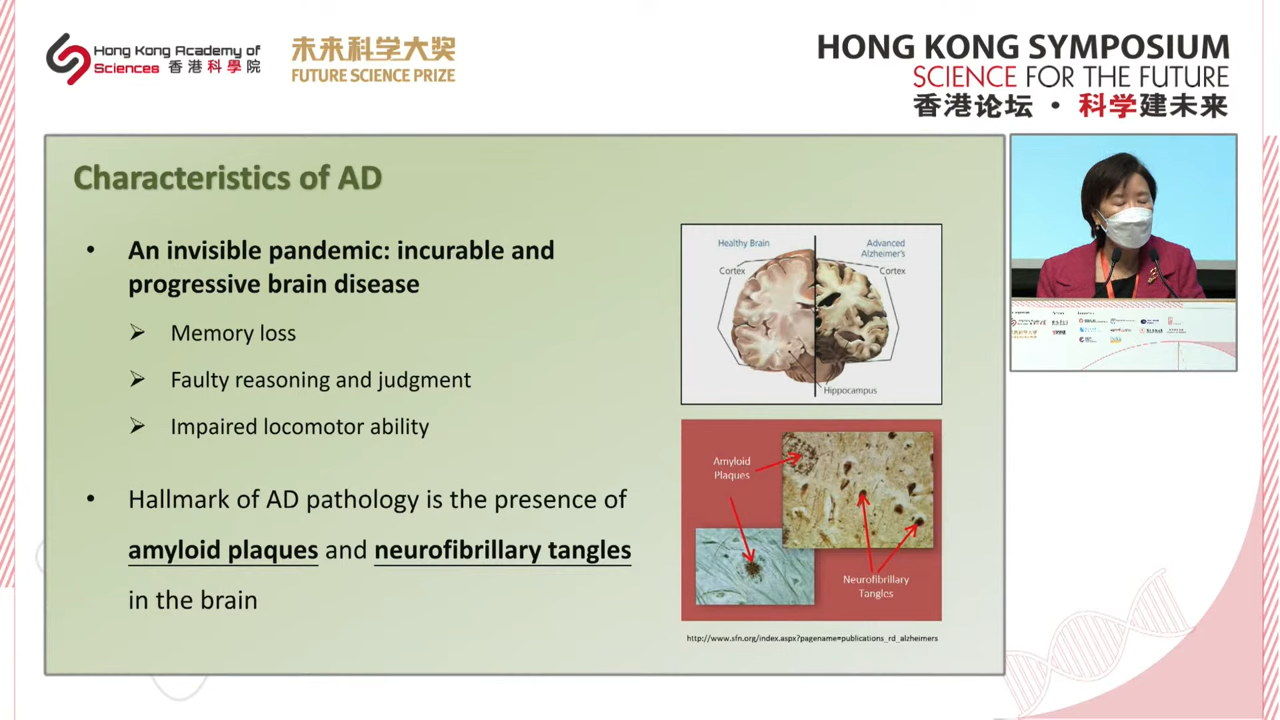 Hong Kong Academy of
Sciences 香港科學院
未来科学大奖
FUTURE SCIENCE PRIZE
HONG KONG SYMPOSIUM
SCIENCE FOR THE FUTURE
香港论坛 · 科学建未来
Characteristics of AD
• An invisible pandemic: incurable and
progressive brain disease
➢ Memory loss
➢ Faulty reasoning and judgment
➢ Impaired locomotor ability
• Hallmark of AD pathology is the presence of
amyloid plaques and neurofibrillary tangles
in the brain
Healthy Brain
Advanced
Alzheimer's
Cortex
Cortex
Hippocampus
Amyloid
Plaques
Neurofibrillary
Tangles
http://www.sfn.org/index.aspx?pagename=publications_rd_alzheimers